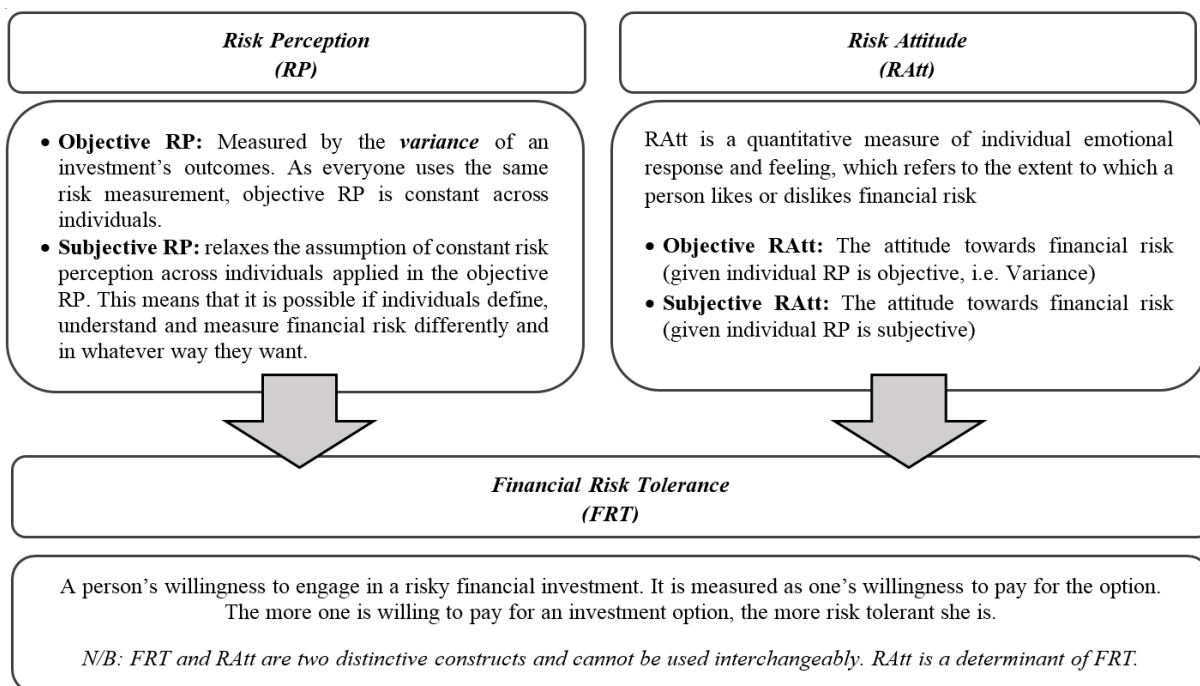 Risk Perception
(RP)
Risk Attitude
(RAtt)
• Objective RP: Measured by the variance of an
investment's outcomes. As everyone uses the same
risk measurement, objective RP is constant across
individuals.
• Subjective RP: relaxes the assumption of constant risk
perception across individuals applied in the objective
RP. This means that it is possible if individuals define,
understand and measure financial risk differently and
in whatever way they want.
RAtt is a quantitative measure of individual emotional
response and feeling, which refers to the extent to which a
person likes or dislikes financial risk
• Objective RAtt: The attitude towards financial risk
(given individual RP is objective, i.e. Variance)
• Subjective RAtt: The attitude towards financial risk
(given individual RP is subjective)
Financial Risk Tolerance
(FRT)
A person's willingness to engage in a risky financial investment. It is measured as one's willingness to pay for the option.
The more one is willing to pay for an investment option, the more risk tolerant she is.
N/B: FRT and RAtt are two distinctive constructs and cannot be used interchangeably. RAtt is a determinant of FRT.